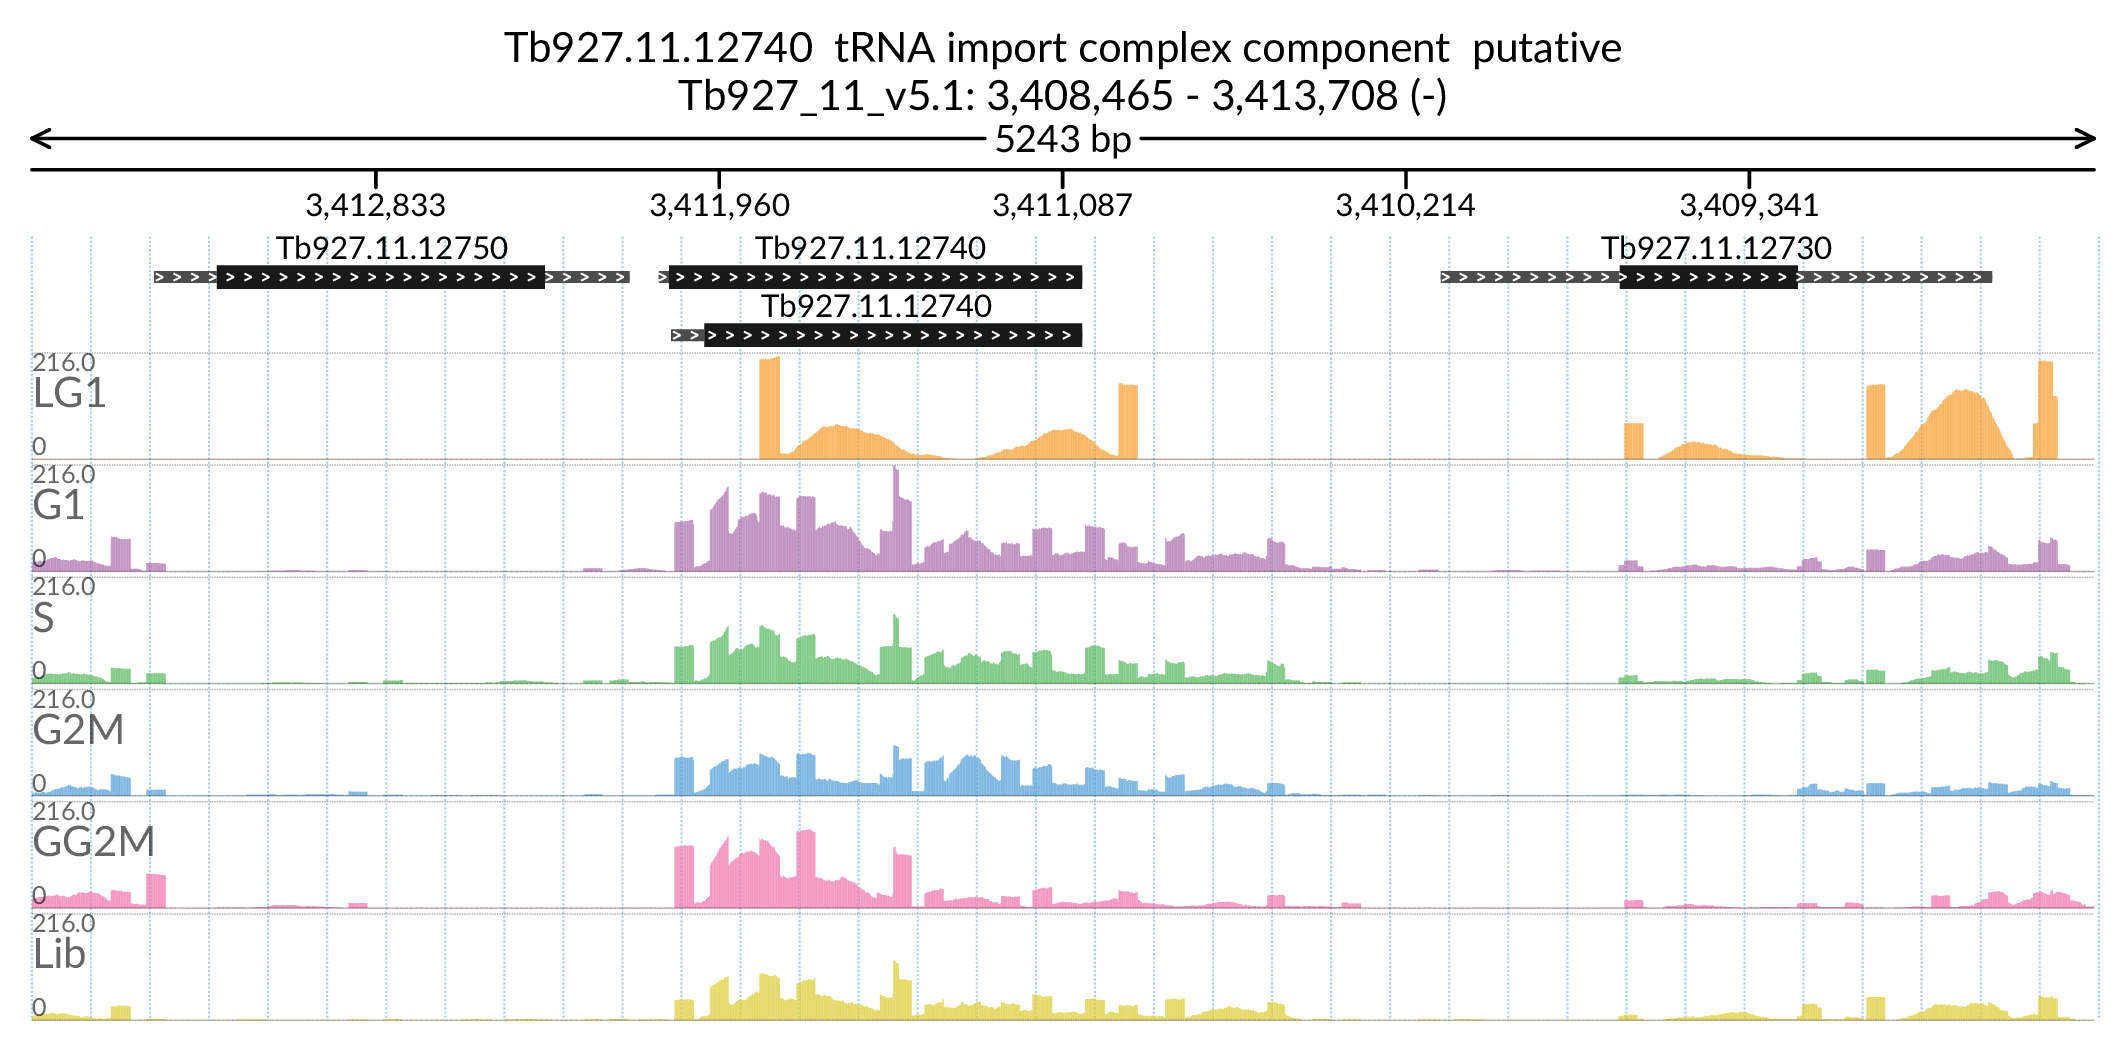 Tb927.11.12740  tRNA import complex component  putative
Tb927_11_v5.1: 3,408,465 - 3,413,708 (-)
5243 bp
3,412,833 3,411,960 3,411,087 3,410,214 3,409,341
Tb927.11.12750 Tb927.11.12740 Tb927.11.12730
Tb927.11.12740
216.0
LG1
0
216.0
G1
0
216.0
S
0
216.0
G2M
0
216.0
GG2M
0
216.0
Lib
0